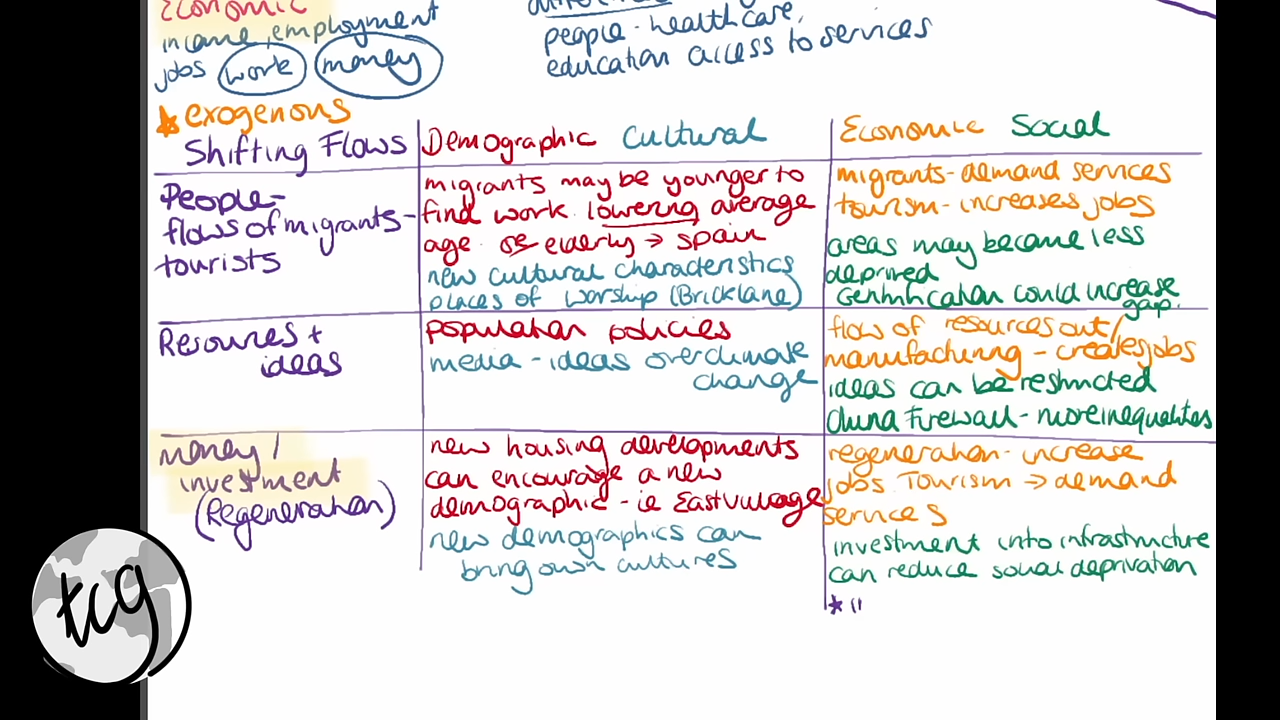 Economic
income, employment
jobs work money
people - healthcare,
education access to services
★ exogenous
Shifting Flows
Demographic Cultural
Economic Social
People-
flows of migrants-
tourists
migrants may be younger to
find work lowering average
age or elderly → spain
new cultural characteristics
places of worship (Bricklane)
migrants - demand services
tourism - increases jobs
areas may become less
deprived
Gentrification could increase
gap.
Resources +
ideas
population policies
media - ideas over climate
change
flow of resources out/
manufacturing - creates jobs
ideas can be restricted
China Firewall - more inequalities
money /
investment
(Regeneration)
new housing developments
can encourage a new
demographic - ie East village
new demographics can
bring own cultures
regeneration - increase
jobs Tourism → demand
services
investment into infrastructure
can reduce social deprivation
★ "
tcg